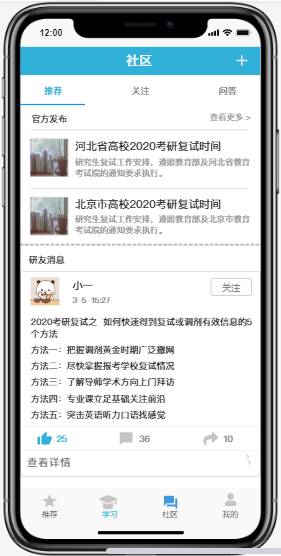 12:00
社区
推荐 关注 问答
官方发布 查看更多 >
河北省高校2020考研复试时间
研究生复试工作安排，遵照教育部及河北省教育
考试院的通知要求执行。
北京市高校2020考研复试时间
研究生复试工作安排，遵照教育部及北京市教育
考试院的通知要求执行。
研友消息
小一 关注
3-5 15:27
2020考研复试之 如何快速得到复试或调剂有效信息的5
个方法
方法一：把握调剂黄金时期广泛撒网
方法二：尽快掌握报考学校复试情况
方法三：了解导师学术方向上门拜访
方法四：专业课立足基础关注前沿
方法五：突击英语听力口语找感觉
25 36 10
查看详情
推荐 学习 社区 我的